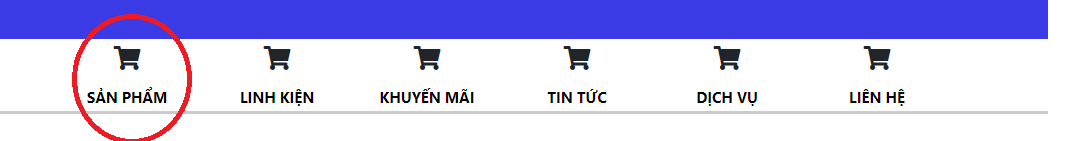 SẢN PHẨM LINH KIỆN KHUYẾN MÃI TIN TỨC DỊCH VỤ LIÊN HỆ